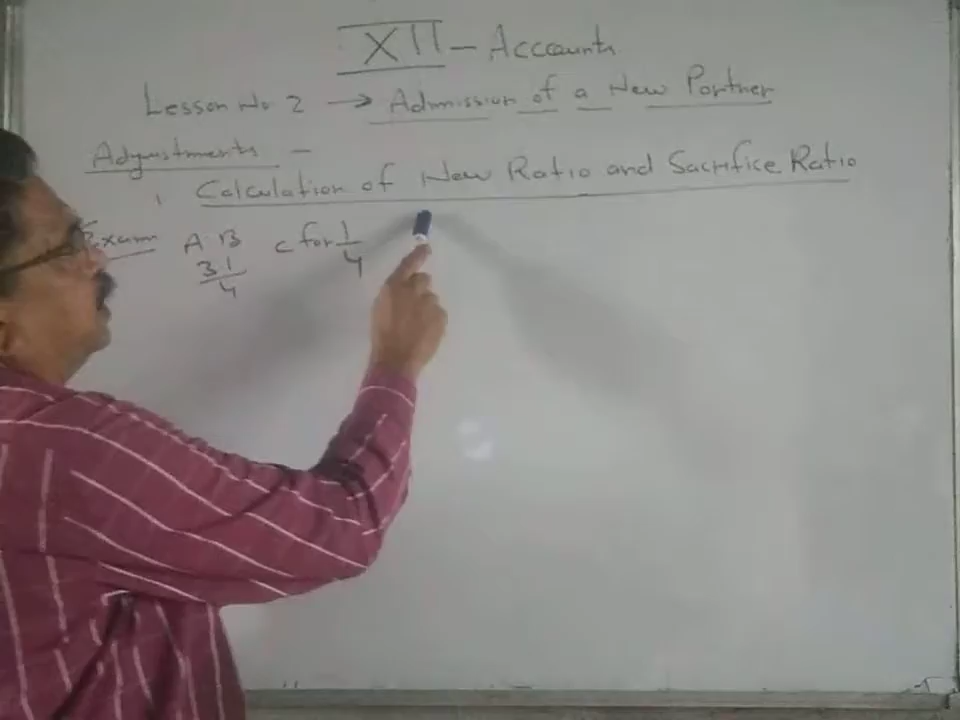 XII - Accounts
Lesson No 2 → Admission of a New Partner
Adjustments -
1 Calculation of New Ratio and Sacrifice Ratio
Exam A B C for 1/4
3 1
4